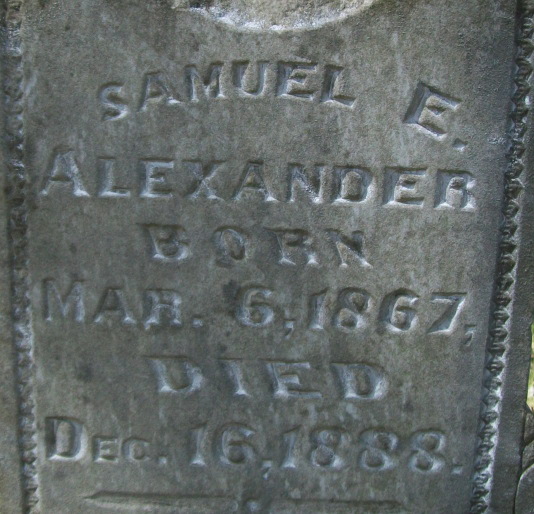 SAMUEL E.
ALEXANDER
BORN
MAR. 6, 1867,
DIED
DEC. 16, 1888.